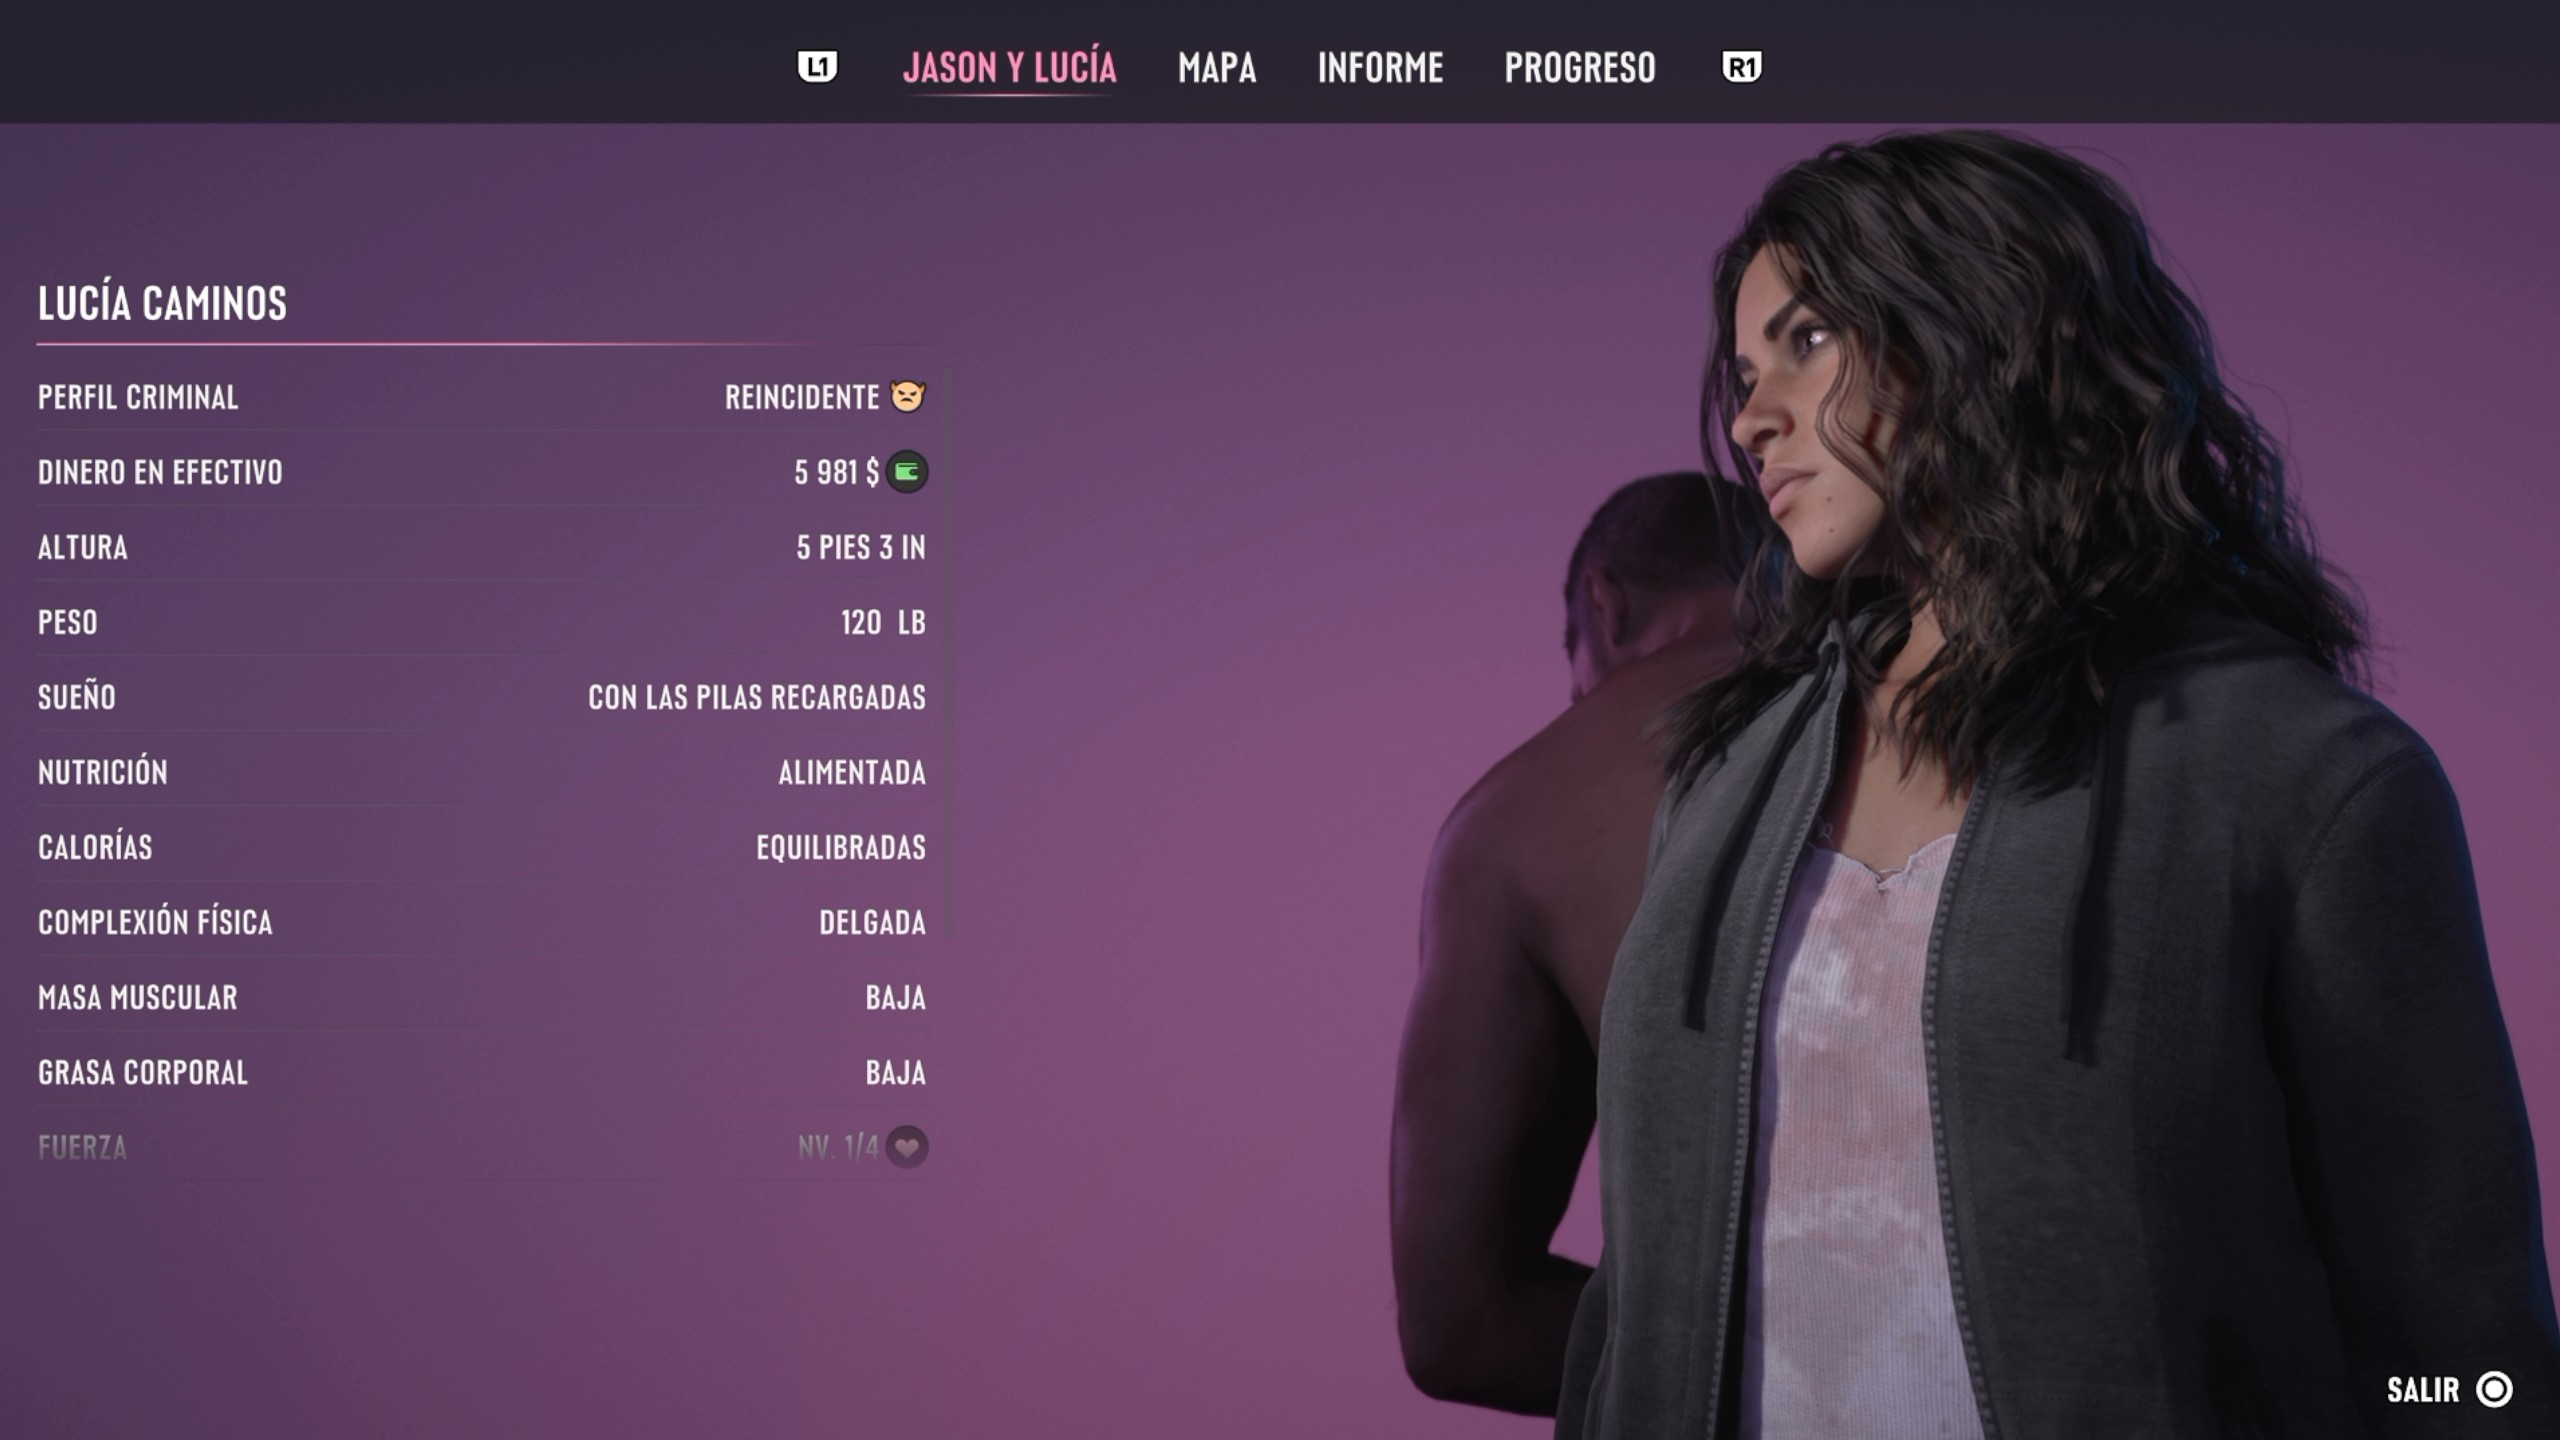 L1 JASON Y LUCÍA MAPA INFORME PROGRESO R1
LUCÍA CAMINOS
PERFIL CRIMINAL REINCIDENTE
DINERO EN EFECTIVO 5 981 $
ALTURA 5 PIES 3 IN
PESO 120 LB
SUEÑO CON LAS PILAS RECARGADAS
NUTRICIÓN ALIMENTADA
CALORÍAS EQUILIBRADAS
COMPLEXIÓN FÍSICA DELGADA
MASA MUSCULAR BAJA
GRASA CORPORAL BAJA
FUERZA NV. 1/4
SALIR